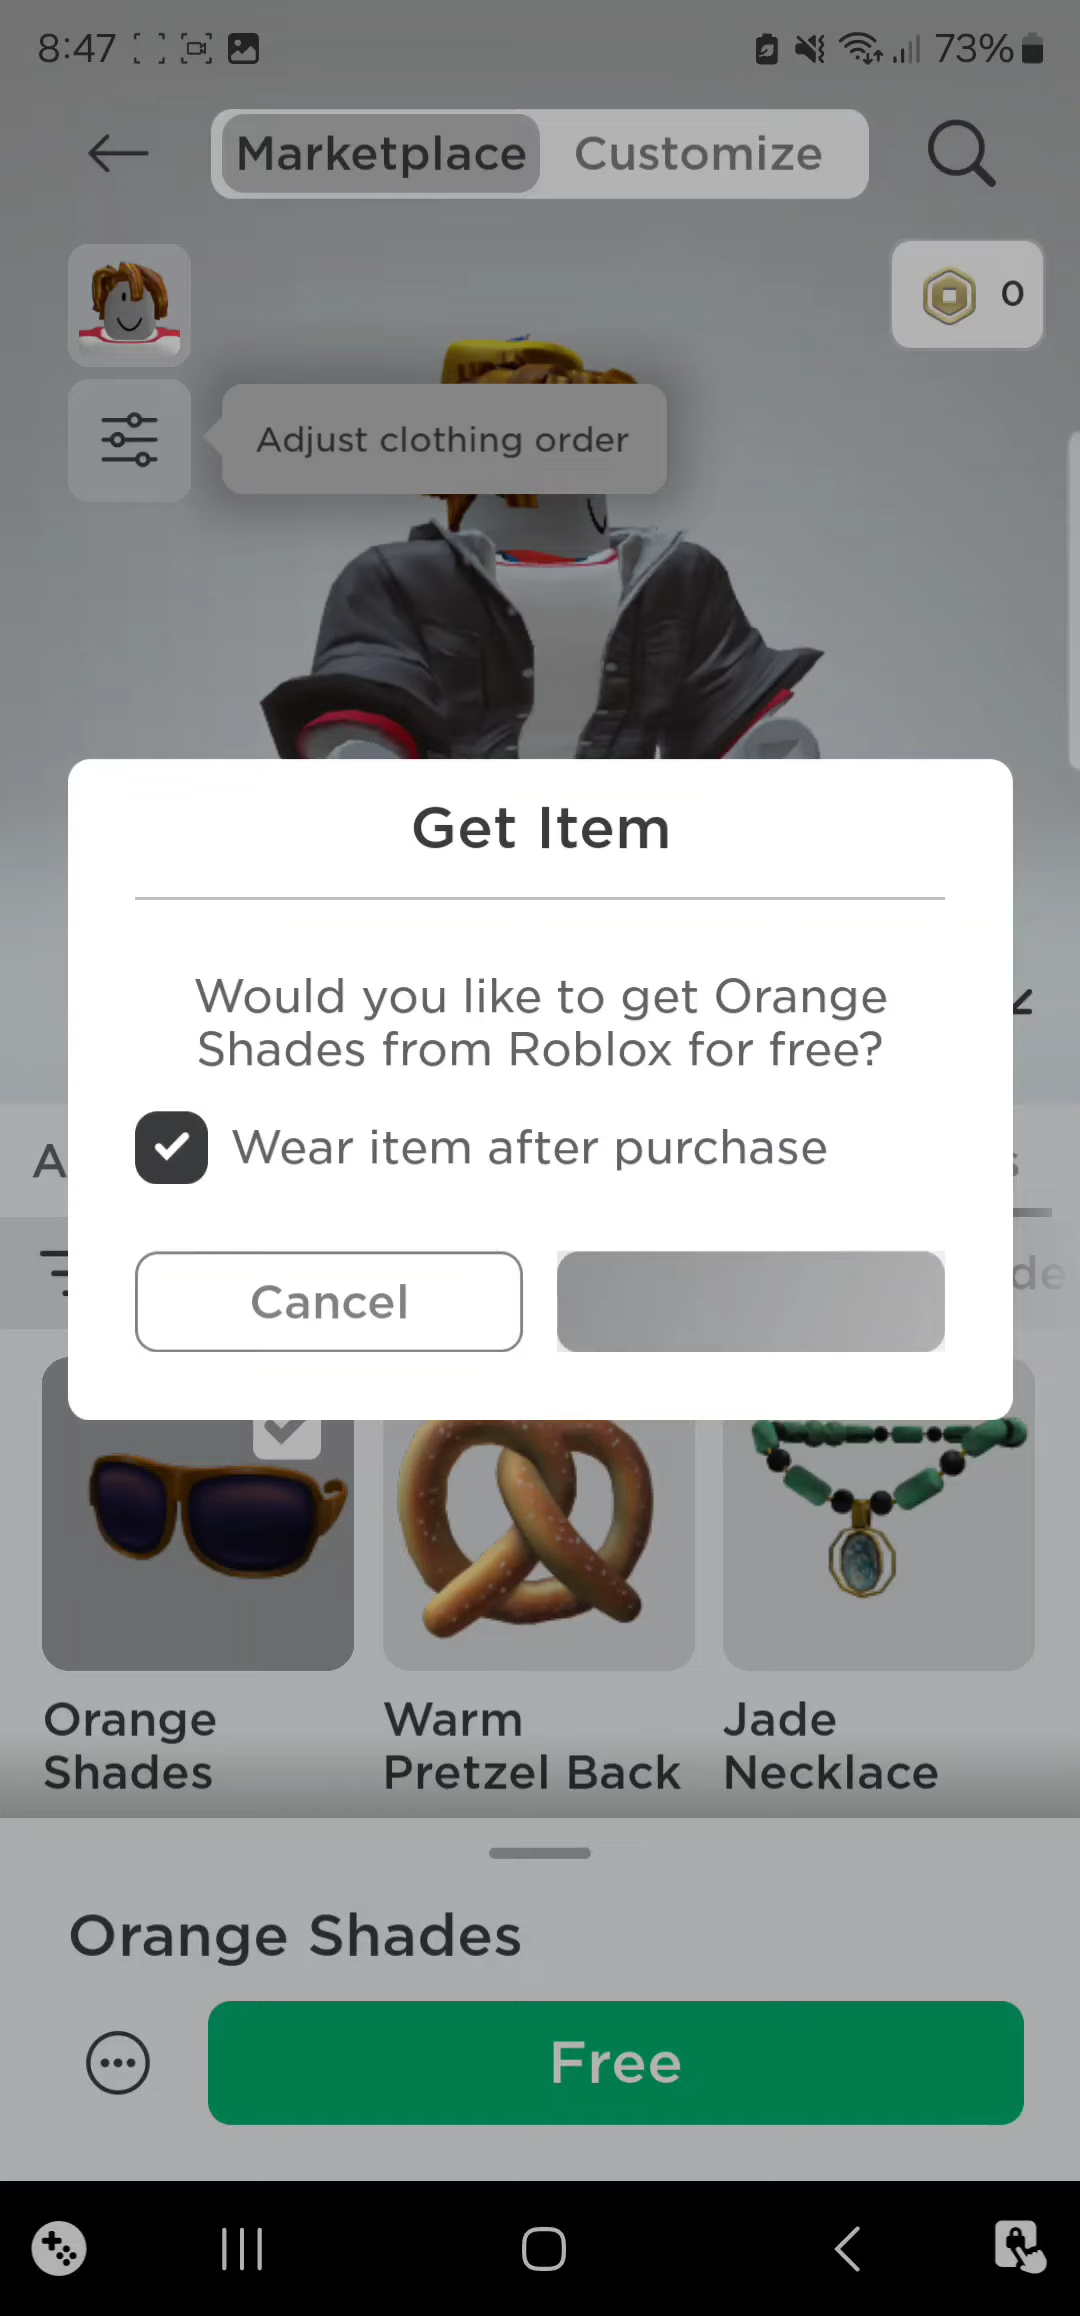 8:47
73%
Marketplace
Customize
0
Adjust clothing order
Get Item
Would you like to get Orange
Shades from Roblox for free?
Wear item after purchase
Cancel
Orange
Shades
Warm
Pretzel Back
Jade
Necklace
Orange Shades
Free